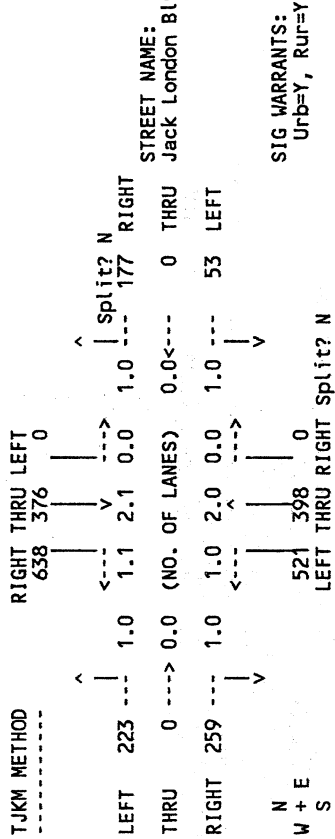 TJKM METHOD RIGHT THRU LEFT
----------- 638 376 0
^ | | | ^ Split? N
| <--- v ---> |
LEFT 223 --- 1.0 1.1 2.1 0.0 1.0 --- 177 RIGHT
STREET NAME:
THRU 0 ---> 0.0 (NO. OF LANES) 0.0<--- 0 THRU Jack London Bl
RIGHT 259 --- 1.0 1.0 2.0 0.0 1.0 --- 53 LEFT
| <--- ^ ---> |
v | | | v
N SIG WARRANTS:
W + E 521 398 0 Urb=Y, Rur=Y
S LEFT THRU RIGHT Split? N